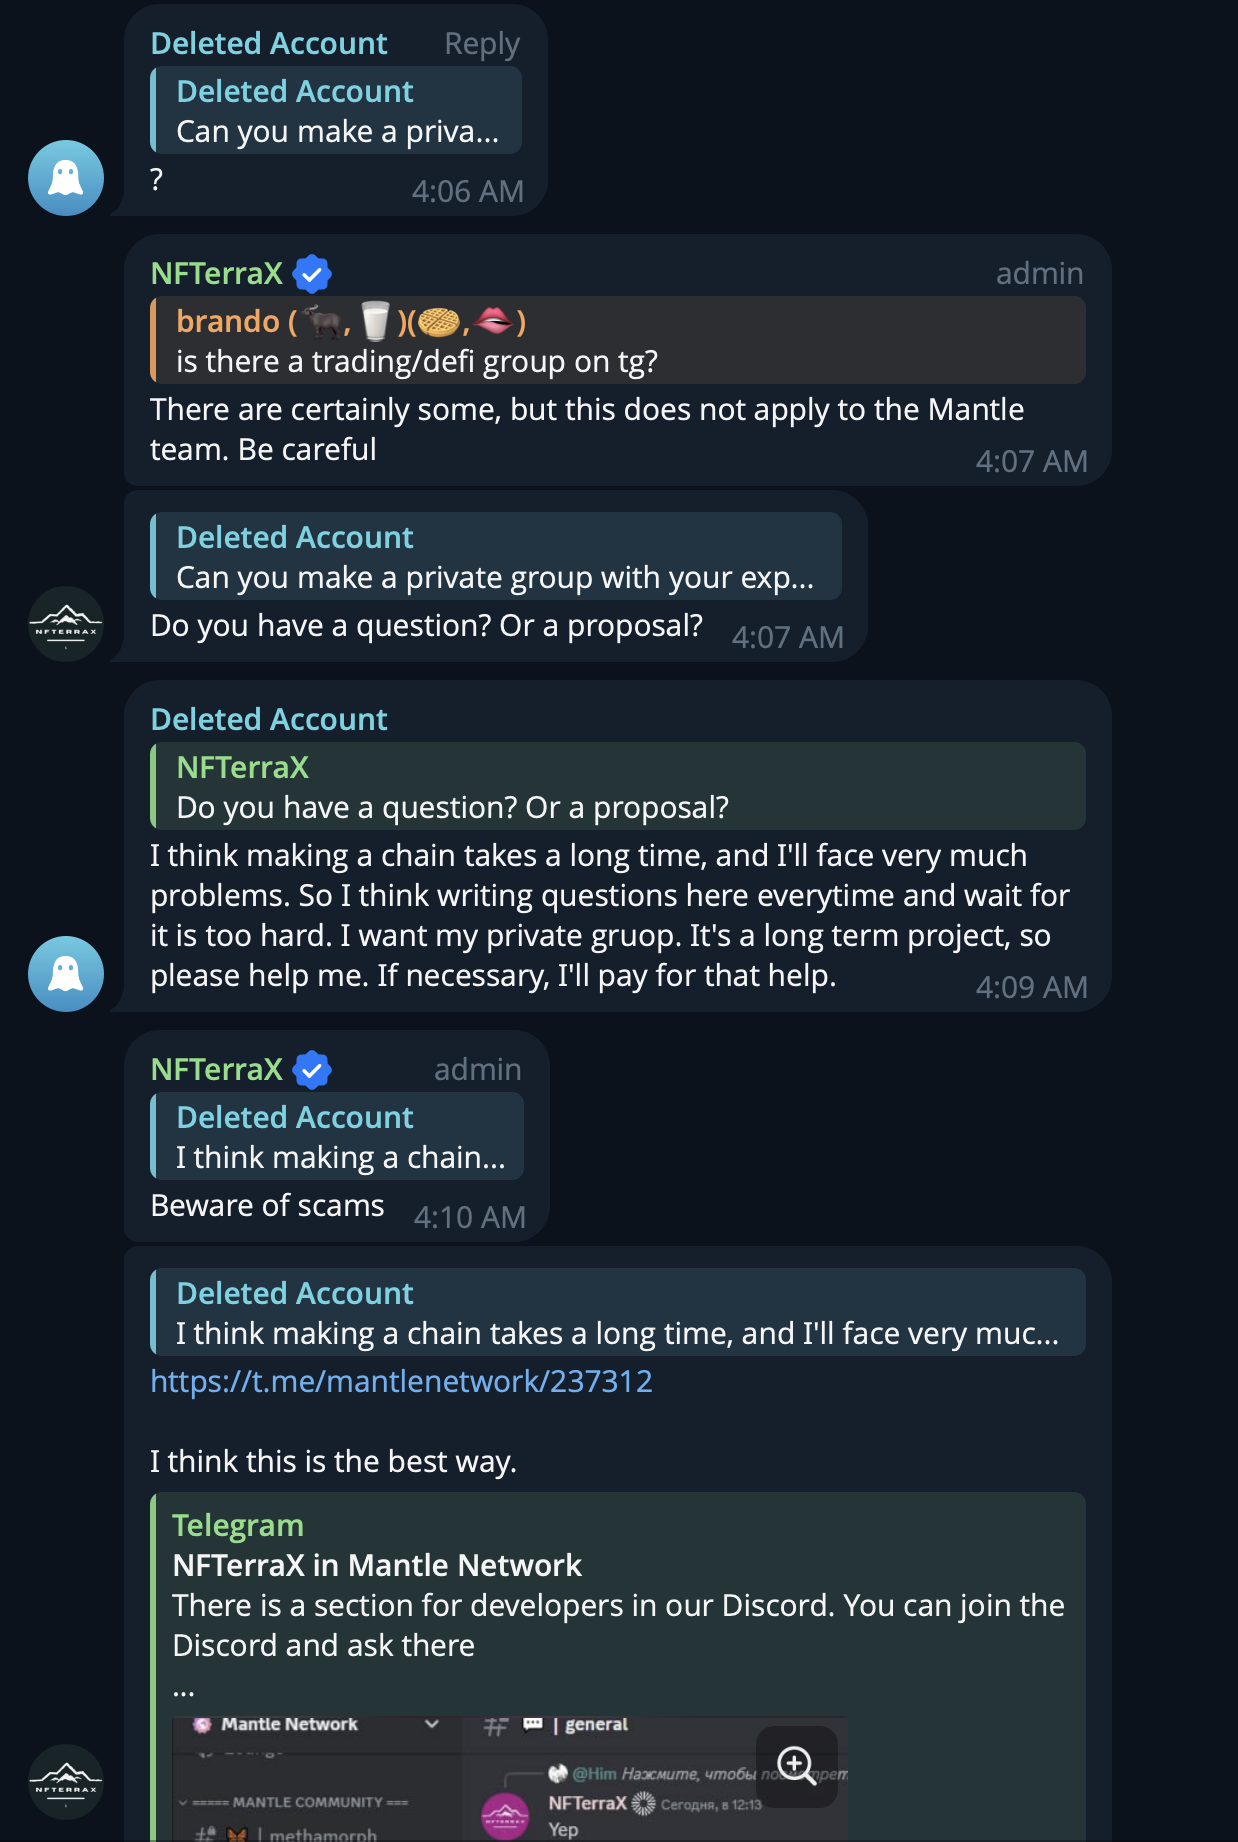 Deleted Account Reply
Deleted Account
Can you make a priva...
?
4:06 AM
NFTerraX admin
brando (🐃,🥛)(🥧,🫦)
is there a trading/defi group on tg?
There are certainly some, but this does not apply to the Mantle
team. Be careful
4:07 AM
Deleted Account
Can you make a private group with your exp...
Do you have a question? Or a proposal?
4:07 AM
NFTERRAX
Deleted Account
NFTerraX
Do you have a question? Or a proposal?
I think making a chain takes a long time, and I'll face very much
problems. So I think writing questions here everytime and wait for
it is too hard. I want my private gruop. It's a long term project, so
please help me. If necessary, I'll pay for that help.
4:09 AM
NFTerraX admin
Deleted Account
I think making a chain...
Beware of scams
4:10 AM
Deleted Account
I think making a chain takes a long time, and I'll face very muc...
https://t.me/mantlenetwork/237312
I think this is the best way.
Telegram
NFTerraX in Mantle Network
There is a section for developers in our Discord. You can join the
Discord and ask there
...
Mantle Network
# 💬 | general
@Him Нажмите, чтобы
===== MANTLE COMMUNITY ===
NFTerraX Сегодня, в 12:13
Yep
# 🦋 | methamorph
NFTERRAX